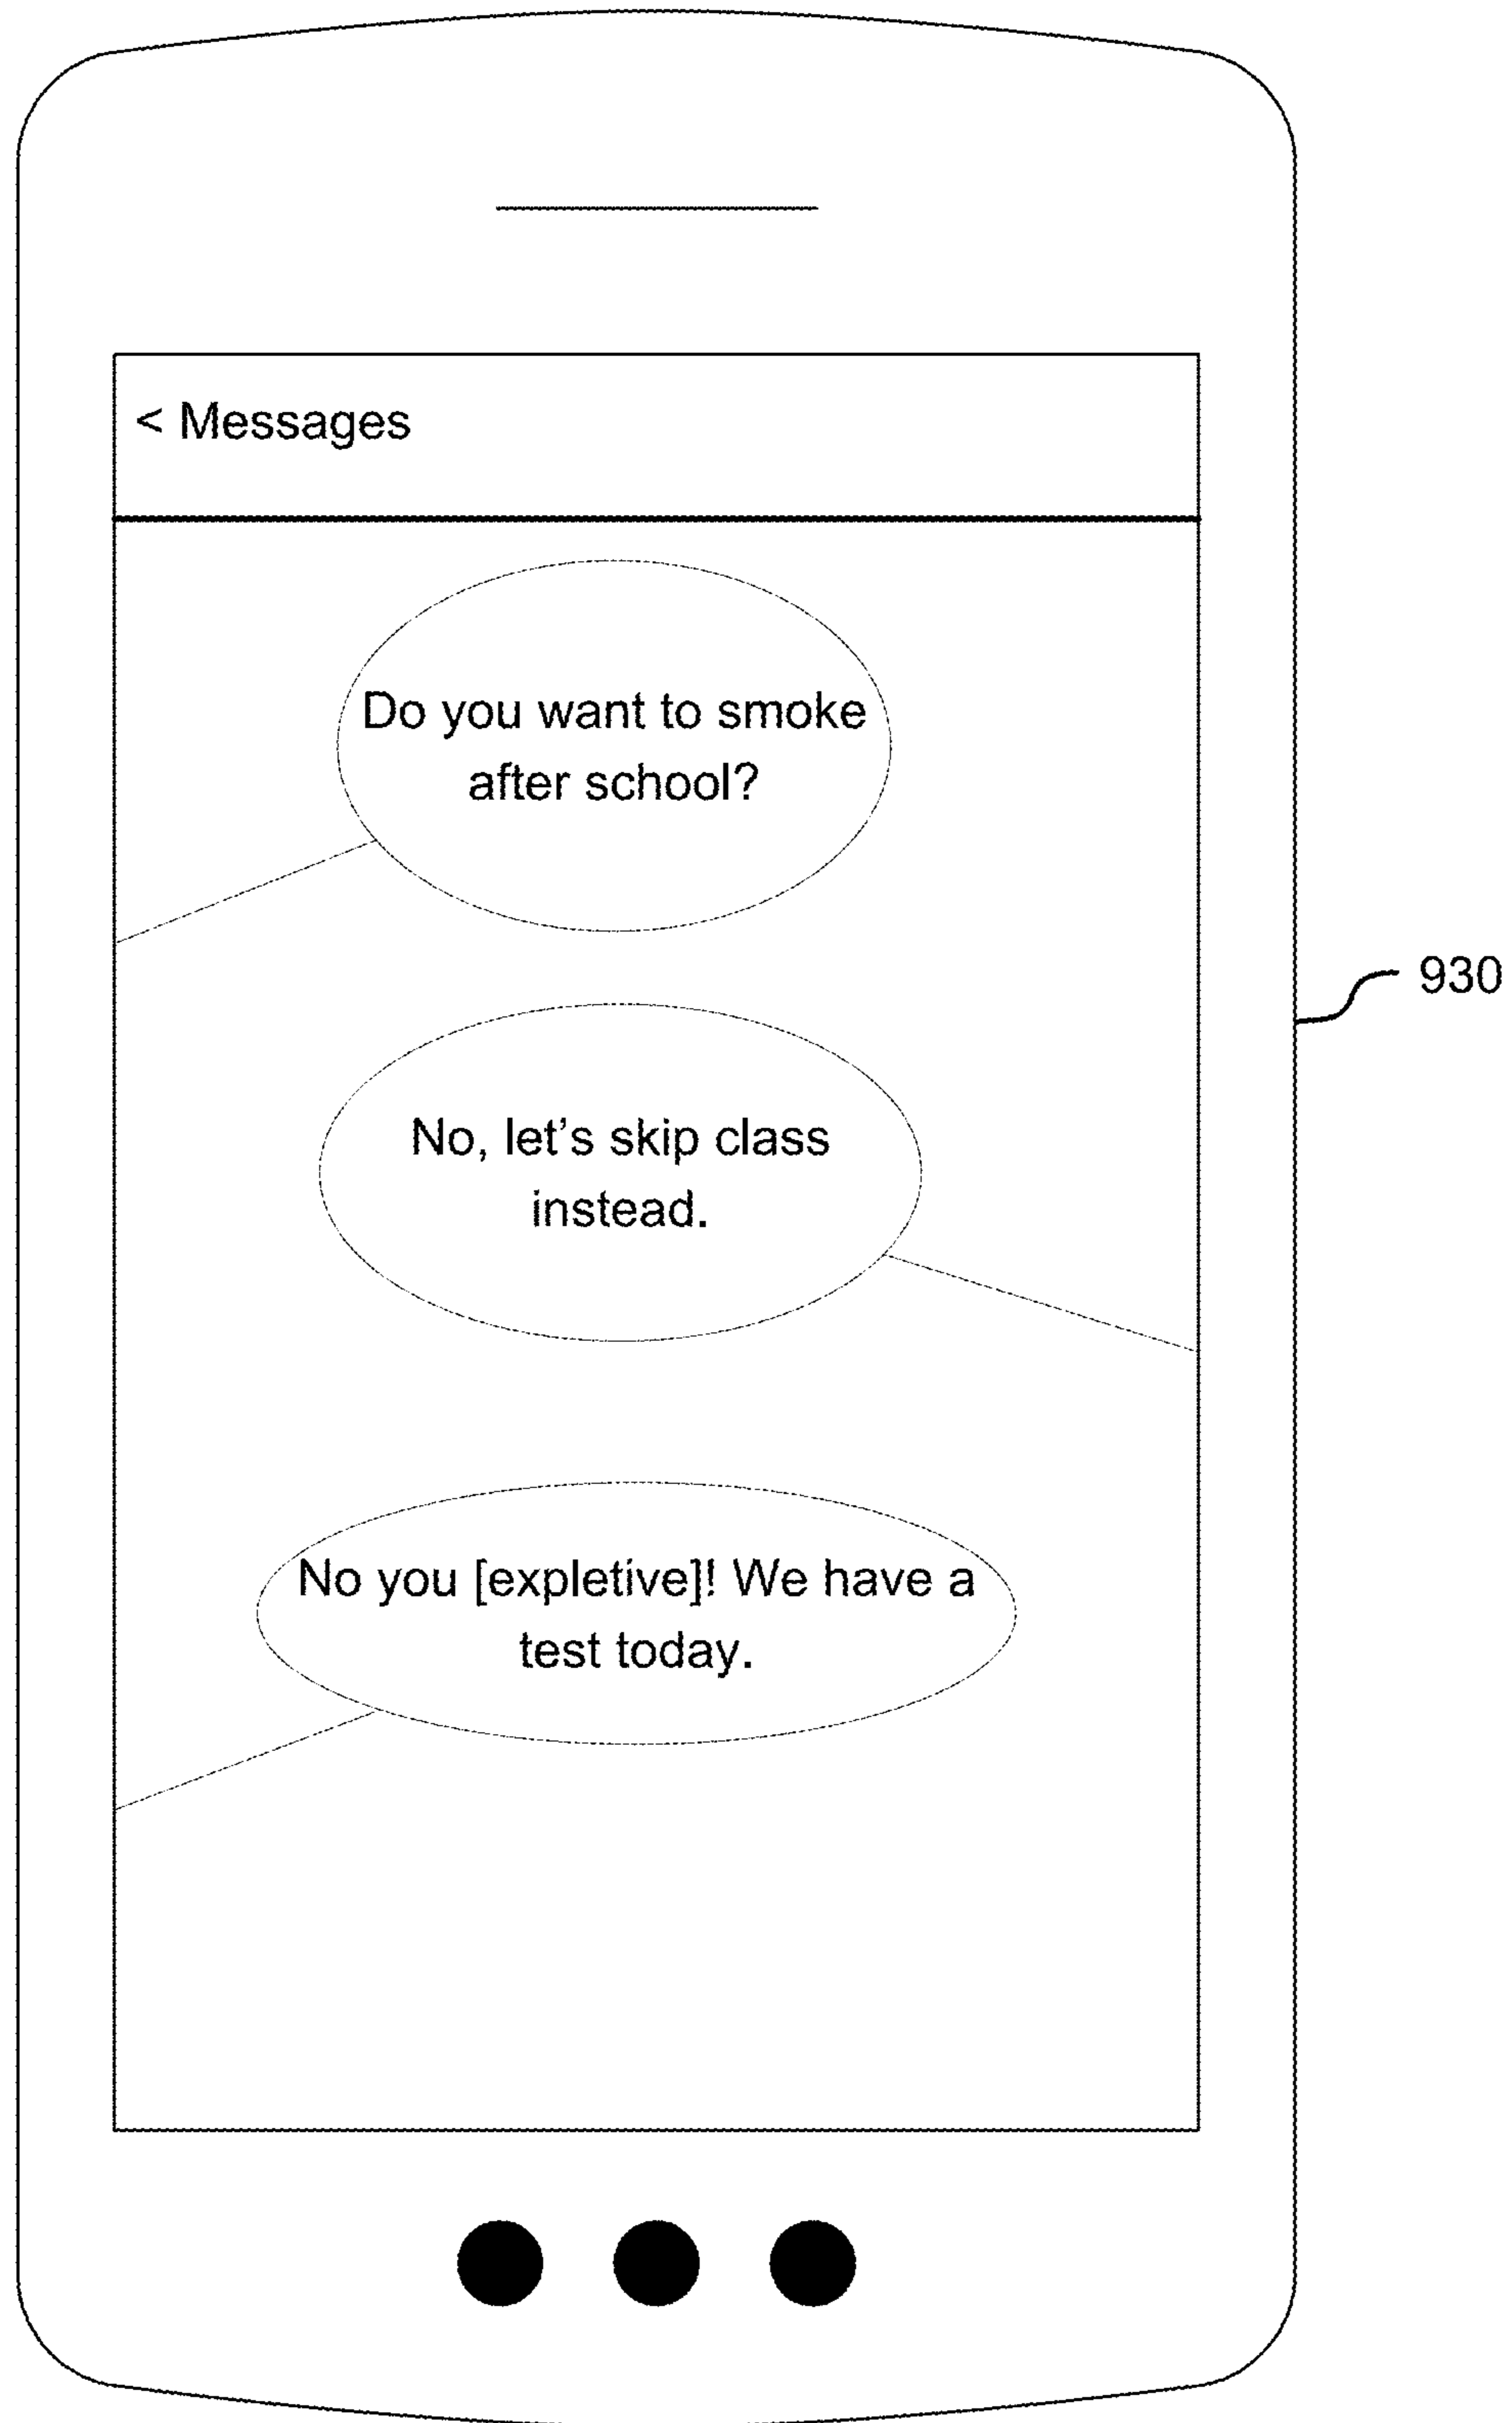 < Messages
Do you want to smoke
after school?
930
No, let's skip class
instead.
No you [expletive]! We have a
test today.